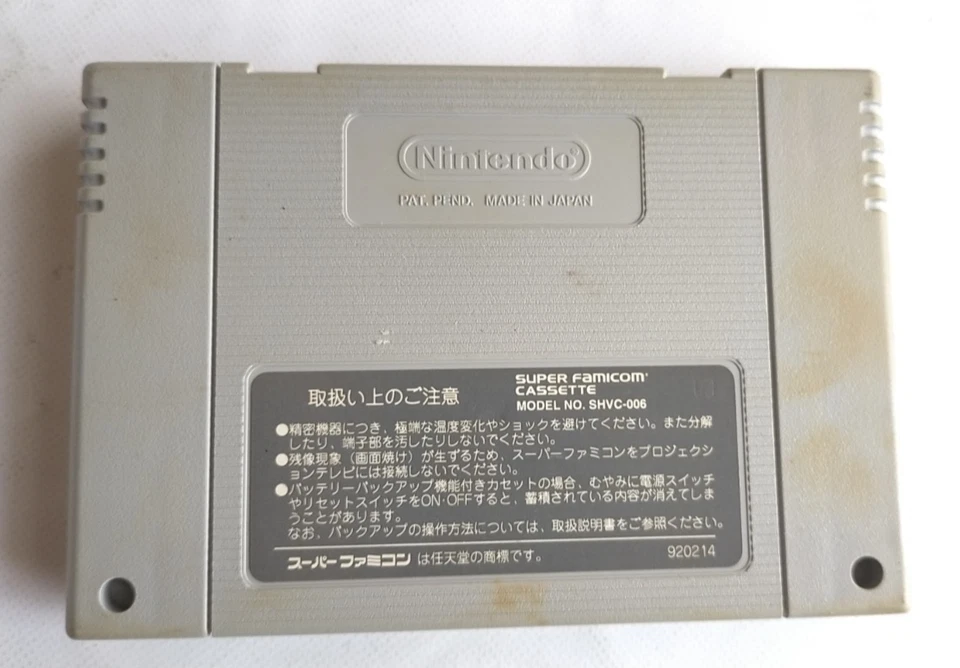 Nintendo®
PAT. PEND. MADE IN JAPAN
取扱い上のご注意
SUPER FAMICOM®
CASSETTE
MODEL NO. SHVC-006
●精密機器につき、極端な温度変化やショックを避けてください。また分解
したり、端子部を汚したりしないでください。
●残像現象（画面焼け）が生ずるため、スーパーファミコンをプロジェクシ
ョンテレビには接続しないでください。
●バッテリーバックアップ機能付きカセットの場合、むやみに電源スイッチ
やリセットスイッチをON・OFFすると、蓄積されている内容が消えてしま
うことがあります。
なお、バックアップの操作方法については、取扱説明書をご参照ください。
スーパーファミコンは任天堂の商標です。
920214